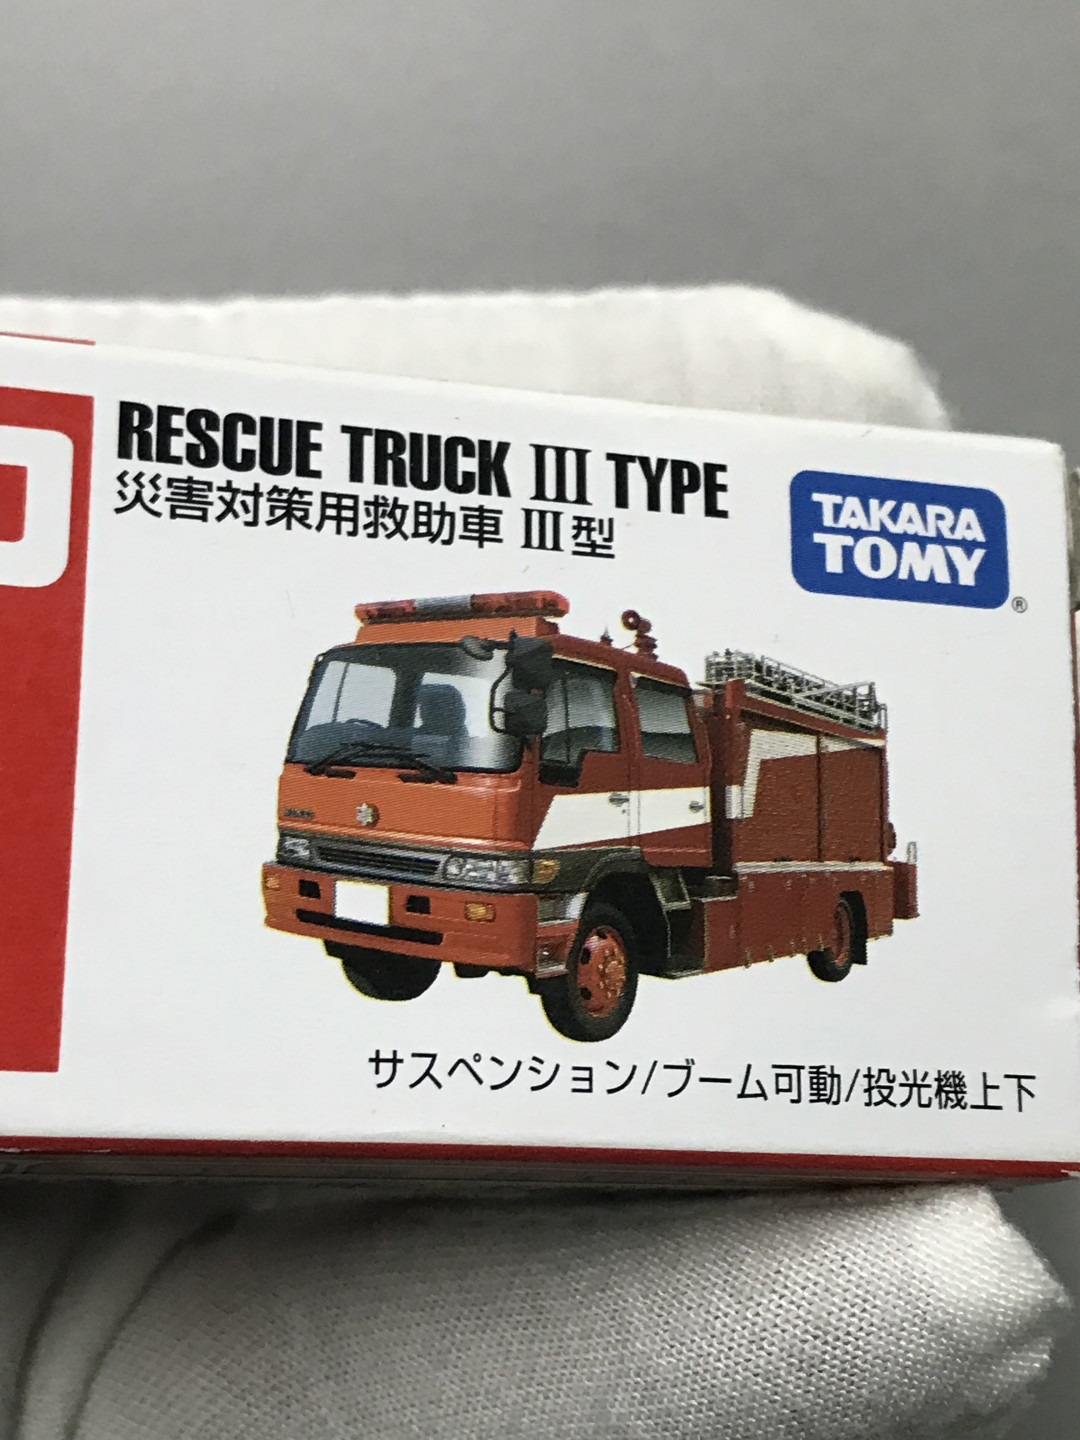 RESCUE TRUCK III TYPE
災害対策用救助車 III型
TAKARA
TOMY
®
サスペンション/ブーム可動/投光機上下